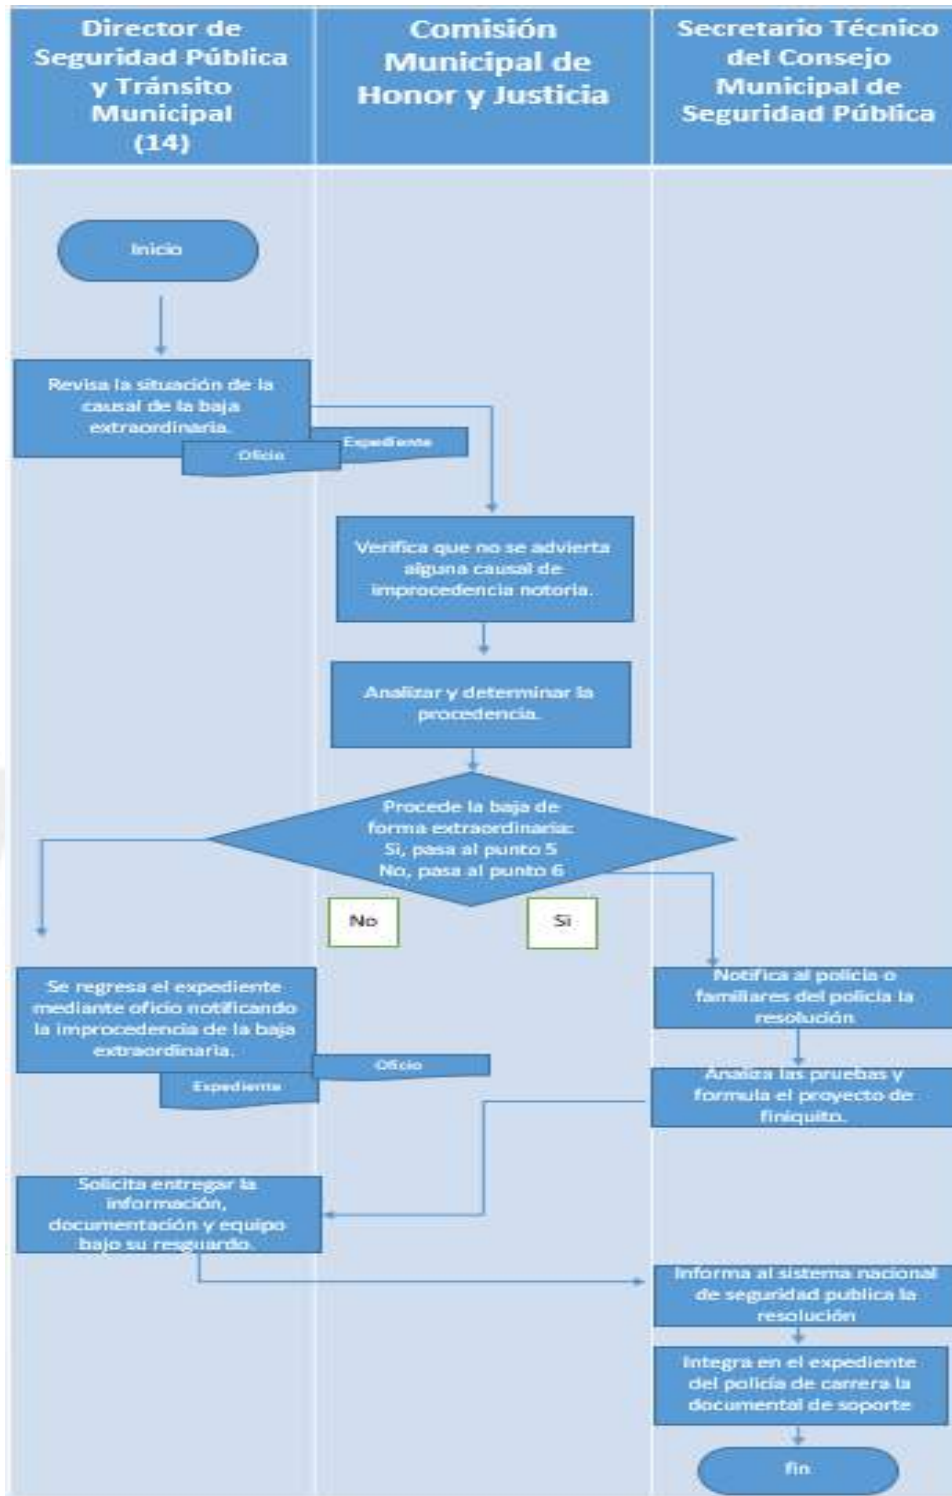 Director de
Seguridad Pública
y Tránsito
Municipal
(14)
Comisión
Municipal de
Honor y Justicia
Secretario Técnico
del Consejo
Municipal de
Seguridad Pública
Inicio
Revisa la situación de la
causal de la baja
extraordinaria.
Oficio
Expediente
Verifica que no se advierta
alguna causal de
improcedencia notoria.
Analizar y determinar la
procedencia.
Procede la baja de
forma extraordinaria:
Si, pasa al punto 5
No, pasa al punto 6
No
Si
Se regresa el expediente
mediante oficio notificando
la improcedencia de la baja
extraordinaria.
Expediente
Oficio
Notifica al policía o
familiares del policía la
resolución
Analiza las pruebas y
formula el proyecto de
finiquito.
Solicita entregar la
información,
documentación y equipo
bajo su resguardo.
Informa al sistema nacional
de seguridad publica la
resolución
Integra en el expediente
del policía de carrera la
documental de soporte
fin